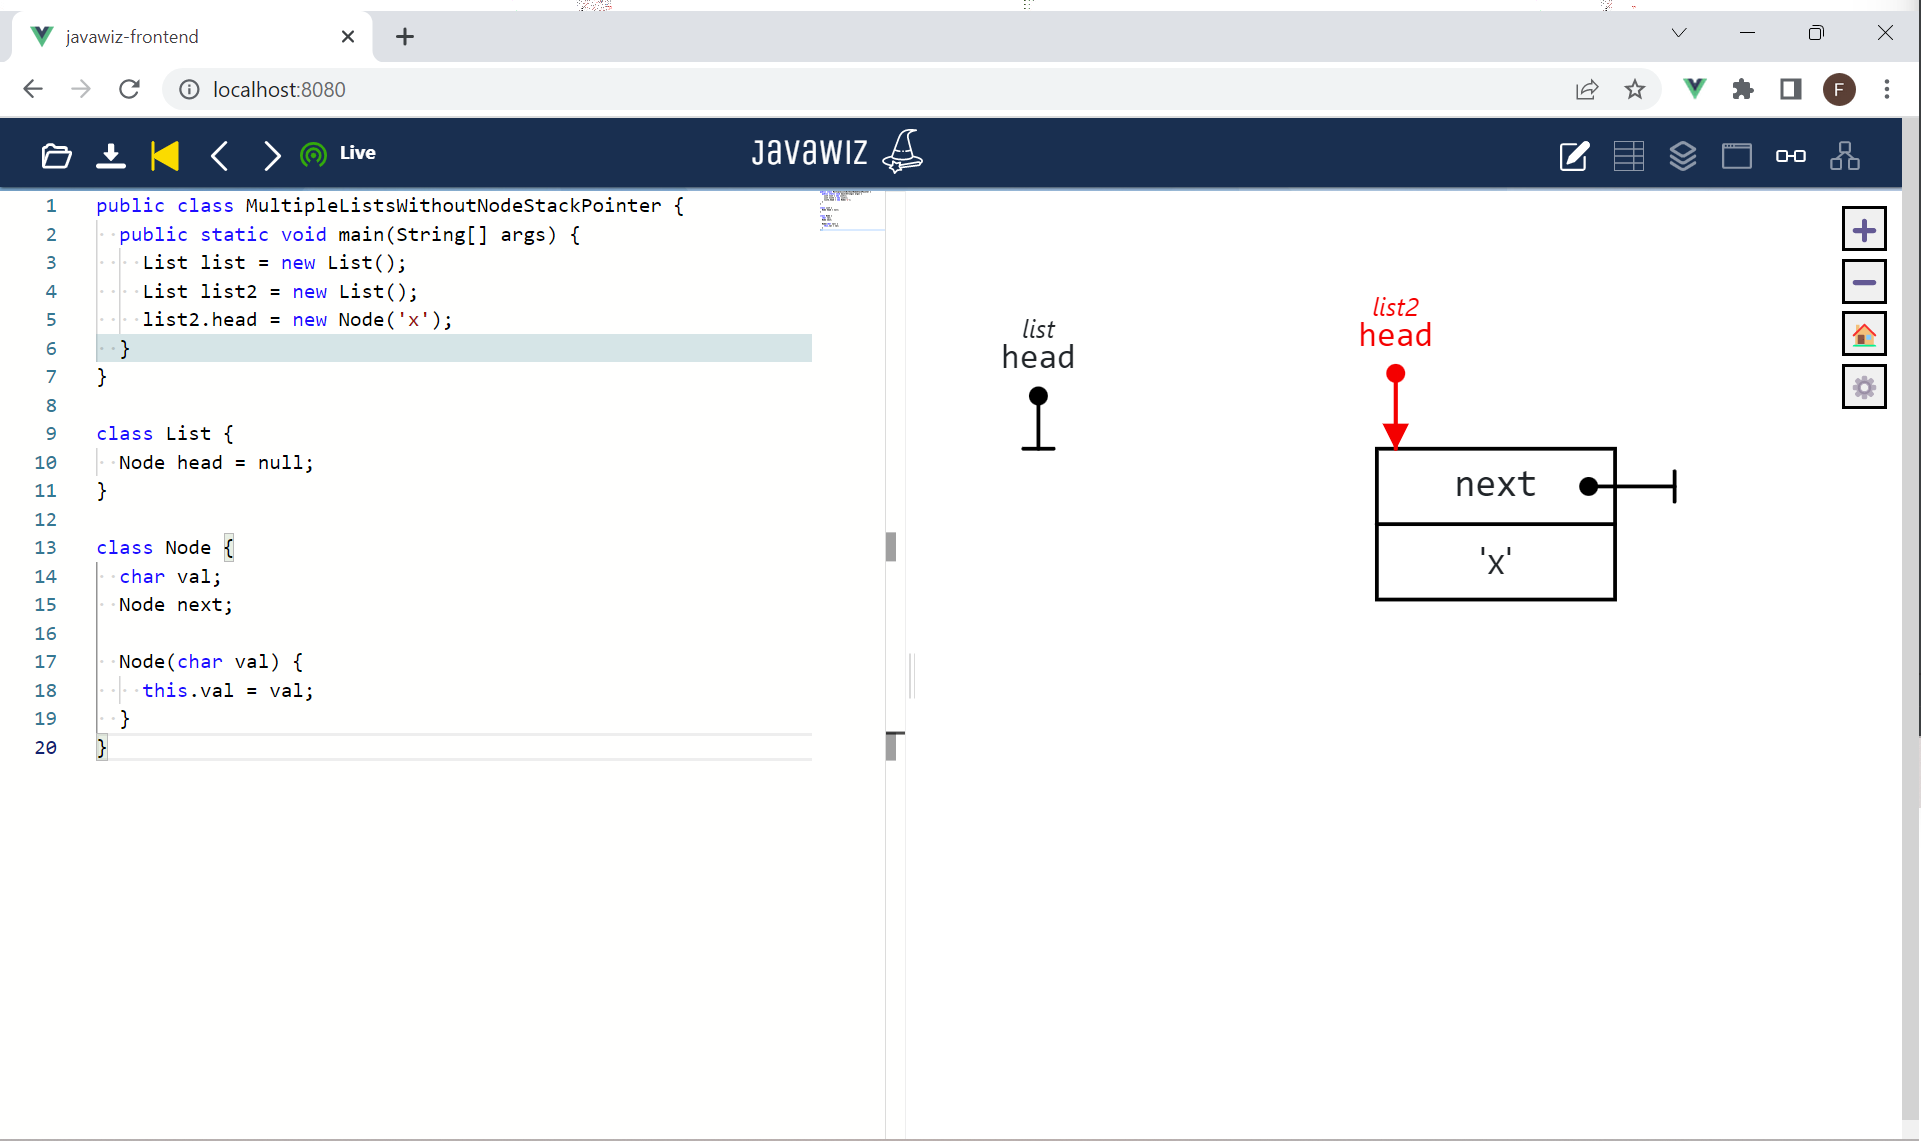 javawiz-frontend
localhost:8080
F
Live
JavaWIZ
1 public class MultipleListsWithoutNodeStackPointer {
2 public static void main(String[] args) {
3 List list = new List();
4 List list2 = new List();
5 list2.head = new Node('x');
6 }
7 }
8
9 class List {
10 Node head = null;
11 }
12
13 class Node {
14 char val;
15 Node next;
16
17 Node(char val) {
18 this.val = val;
19 }
20 }
list
head
list2
head
next
'x'